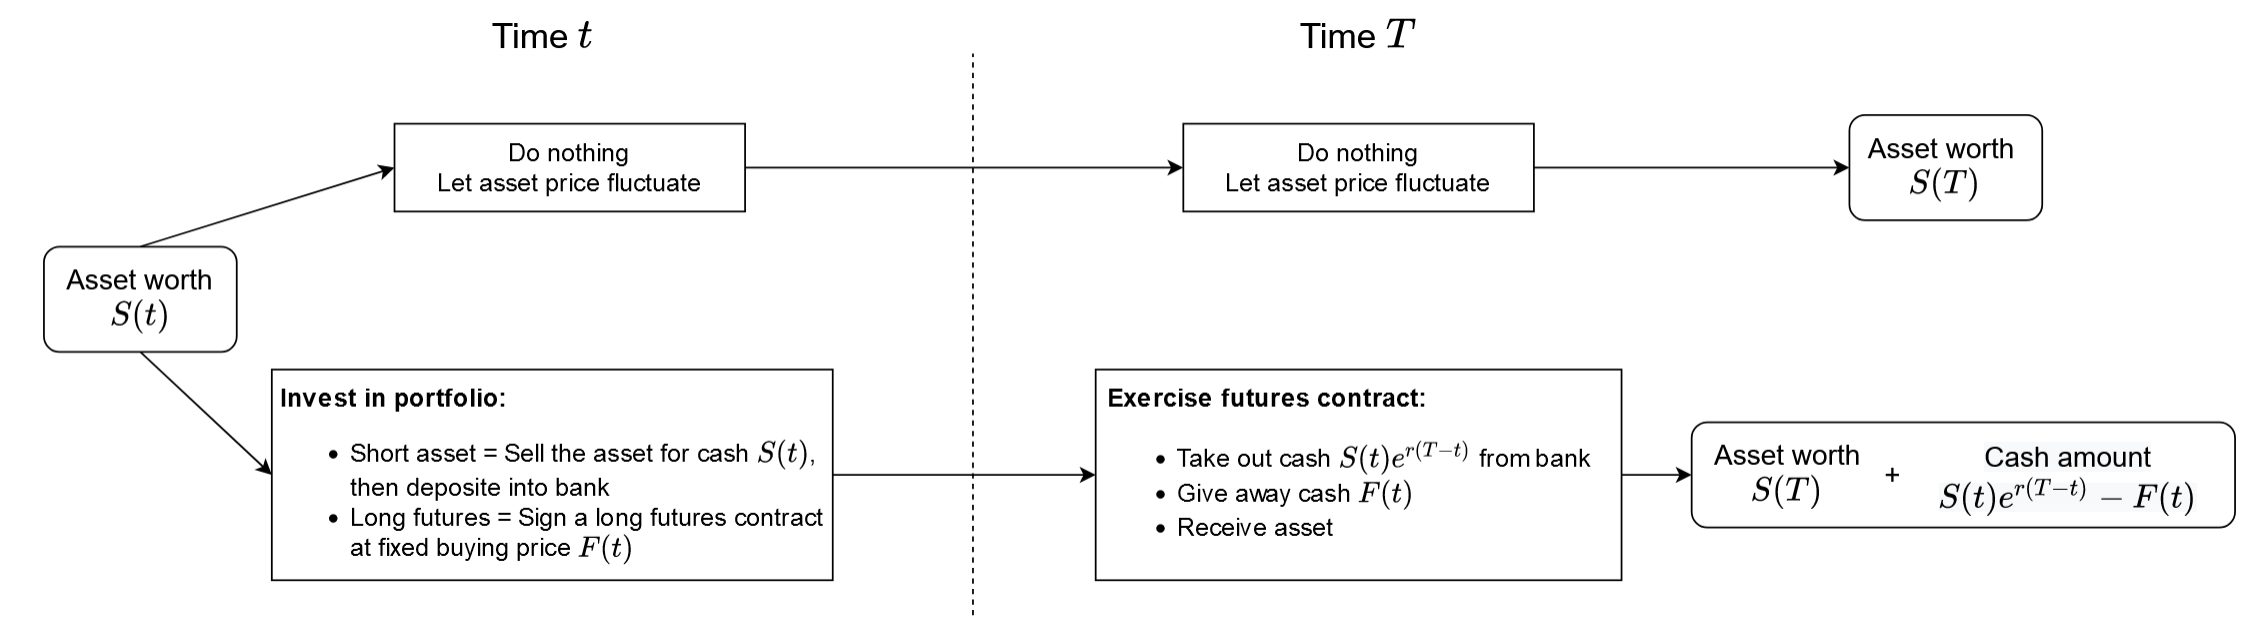 Time t
Time T
Do nothing
Let asset price fluctuate
Do nothing
Let asset price fluctuate
Asset worth
S(T)
Asset worth
S(t)
Invest in portfolio:
• Short asset = Sell the asset for cash S(t),
then deposite into bank
• Long futures = Sign a long futures contract
at fixed buying price F(t)
Exercise futures contract:
• Take out cash S(t)e^{r(T−t)} from bank
• Give away cash F(t)
• Receive asset
Asset worth
S(T)
+
Cash amount
S(t)e^{r(T−t)} − F(t)